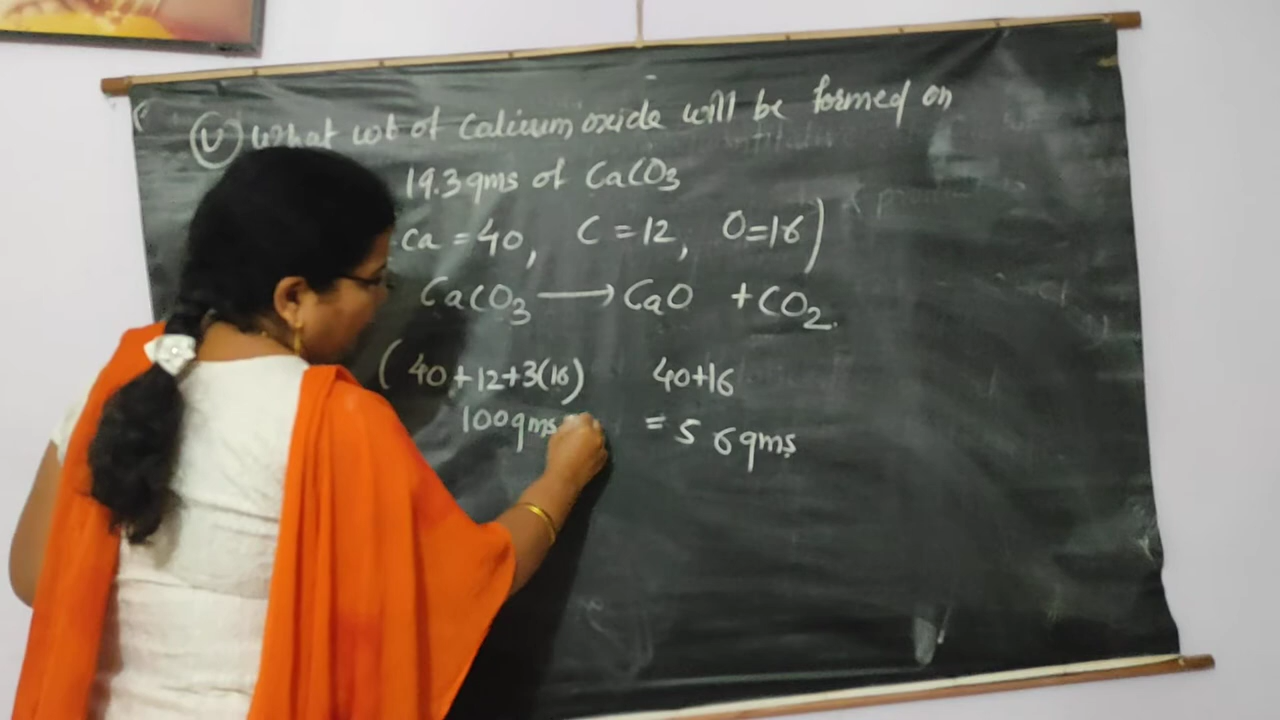 (V) What wt of Calcium oxide will be formed on
19.3gms of CaCO3
Ca = 40, C = 12, O=16)
CaCO3 → CaO + CO2.
( 40+12+3(16) 40+16
100gms = 56gms